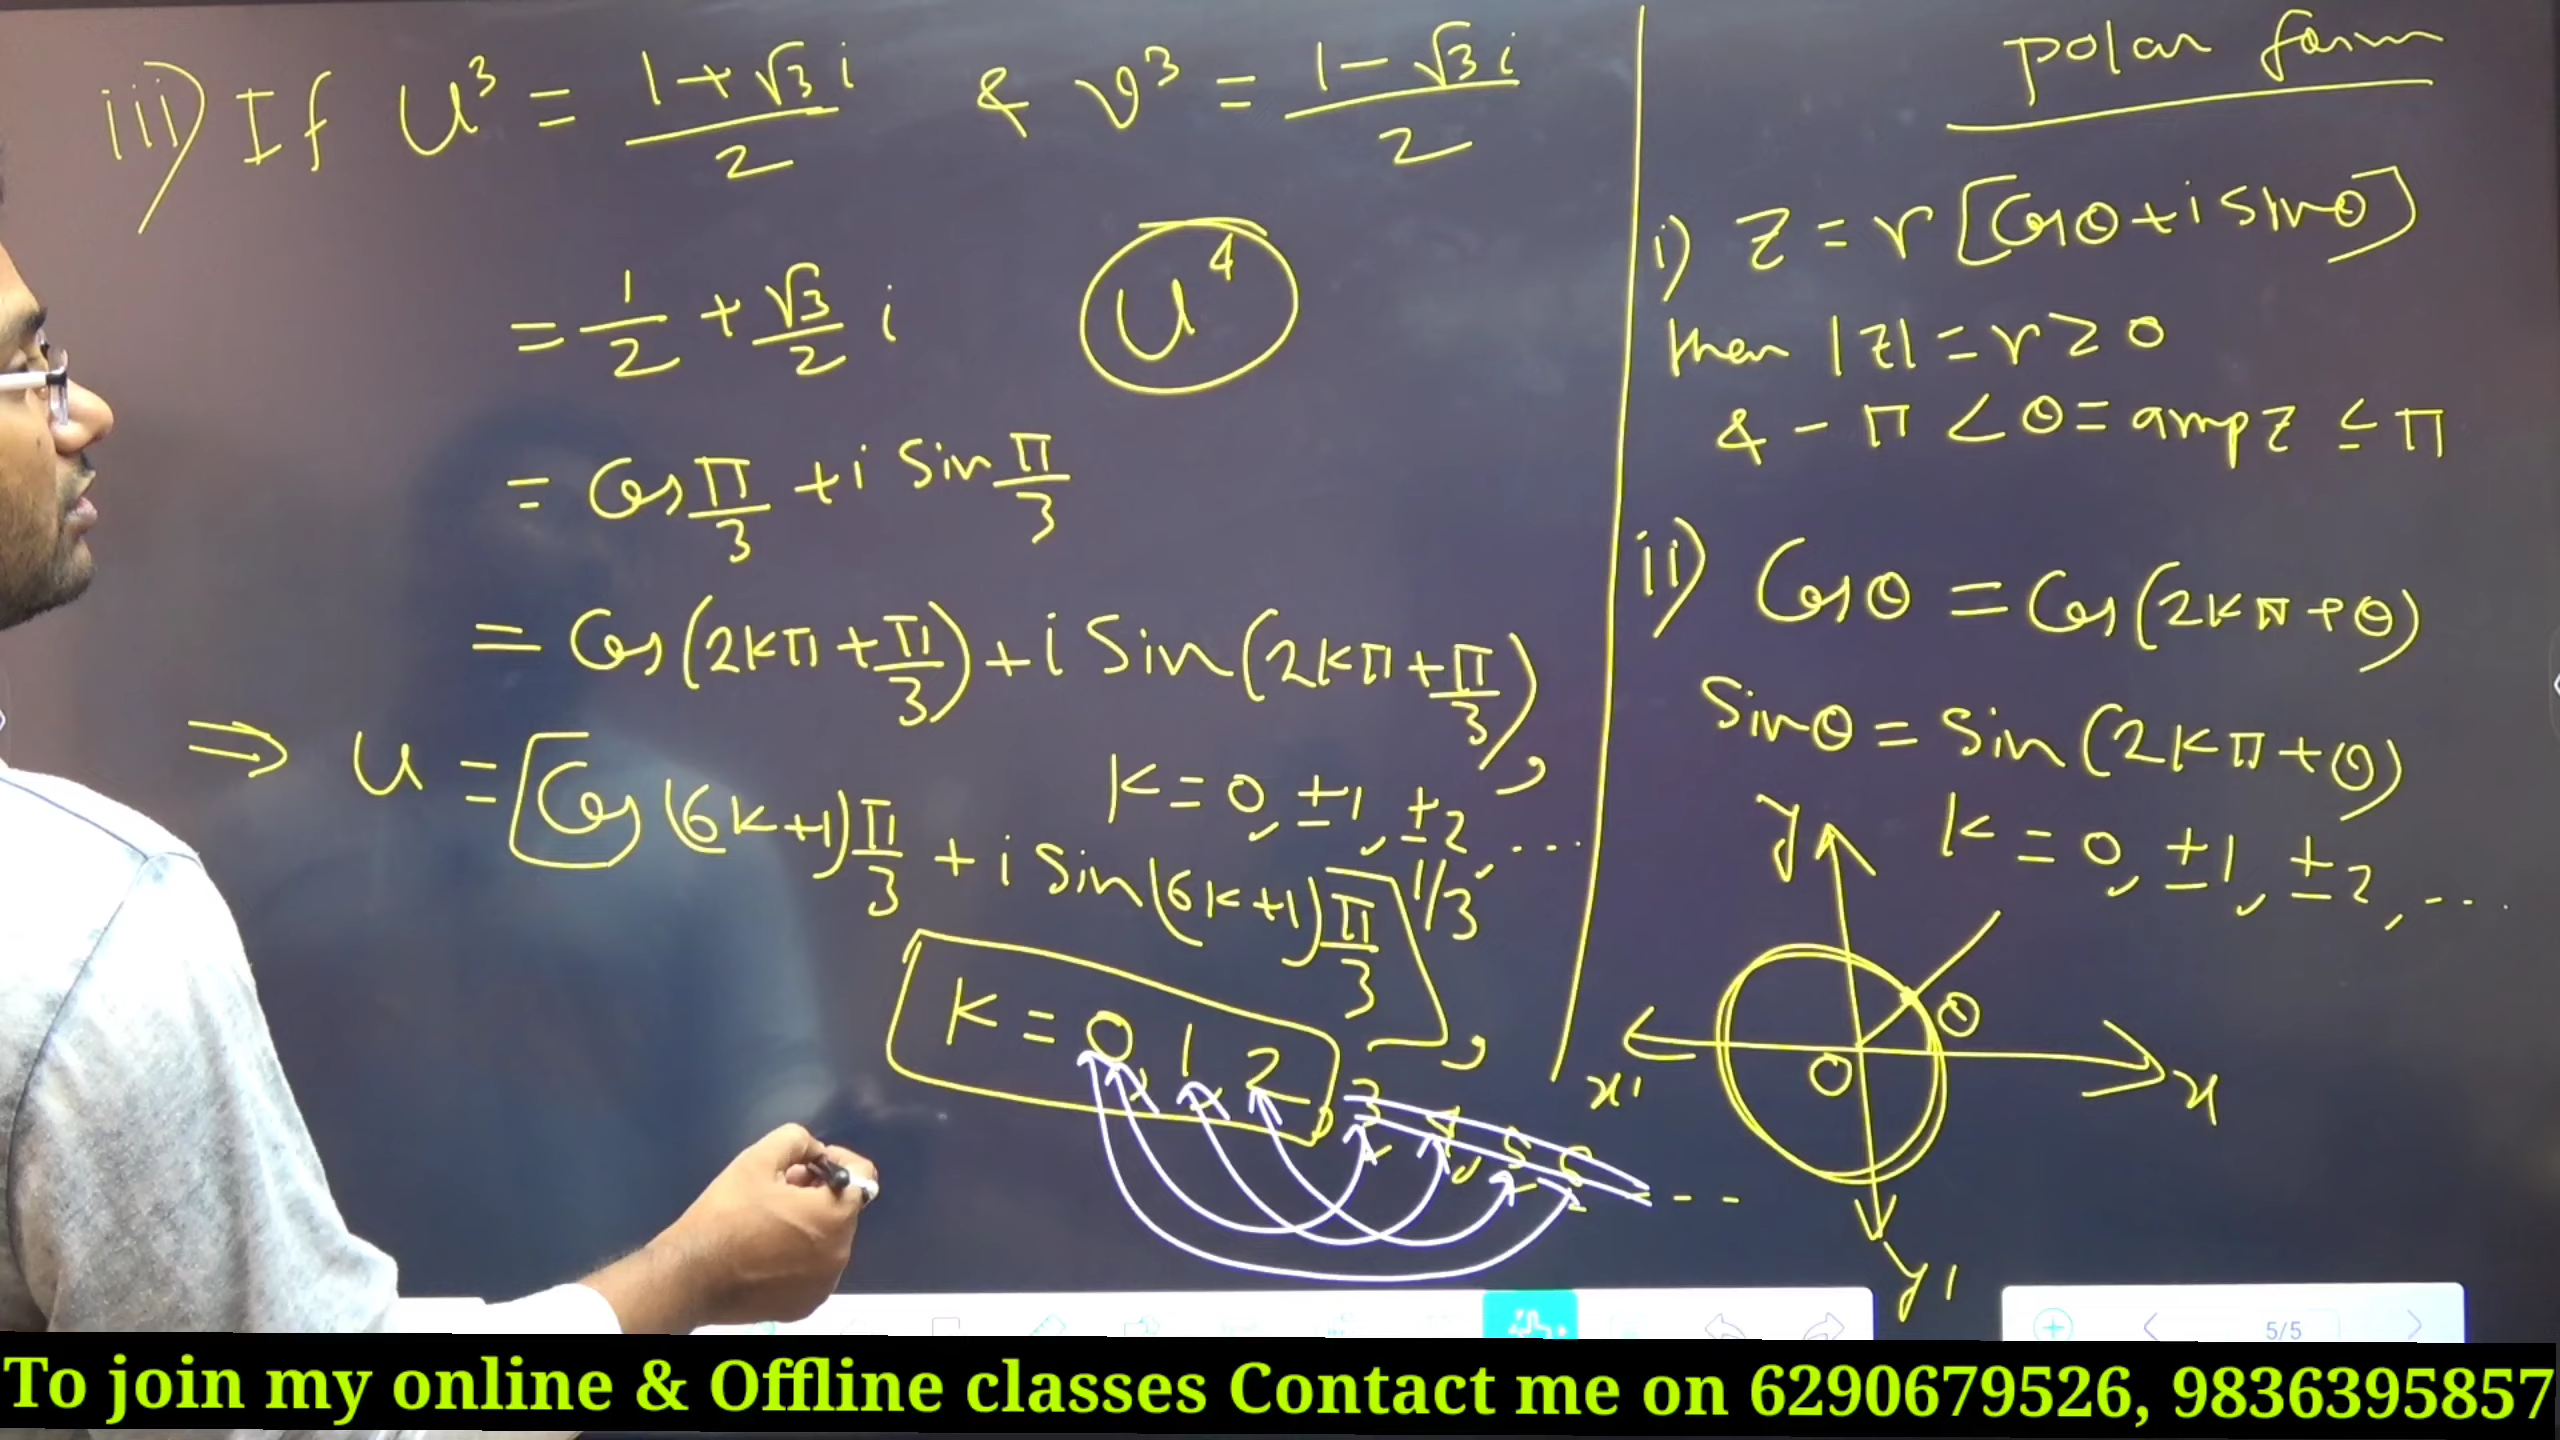 iii) If u³ = (1+√3 i)/2 & v³ = (1-√3 i)/2
= 1/2 + √3/2 i
u⁴
= Cos π/3 + i Sin π/3
= Cos(2kπ + π/3) + i Sin(2kπ + π/3),
k = 0, ±1, ±2, ...
⇒ u = [Cos (6k+1)π/3 + i Sin(6k+1)π/3]^1/3,
k = 0, 1, 2, 3, 4, 5, ---
polar form
i) z = r [Cosθ + i sinθ]
then |z| = r ≥ 0
& -π < θ = amp z ≤ π
ii) Cosθ = Cos(2kπ+θ)
Sinθ = Sin(2kπ+θ)
k = 0, ±1, ±2, ...
y
θ
x' O x
y'
5/5
To join my online & Offline classes Contact me on 6290679526, 9836395857